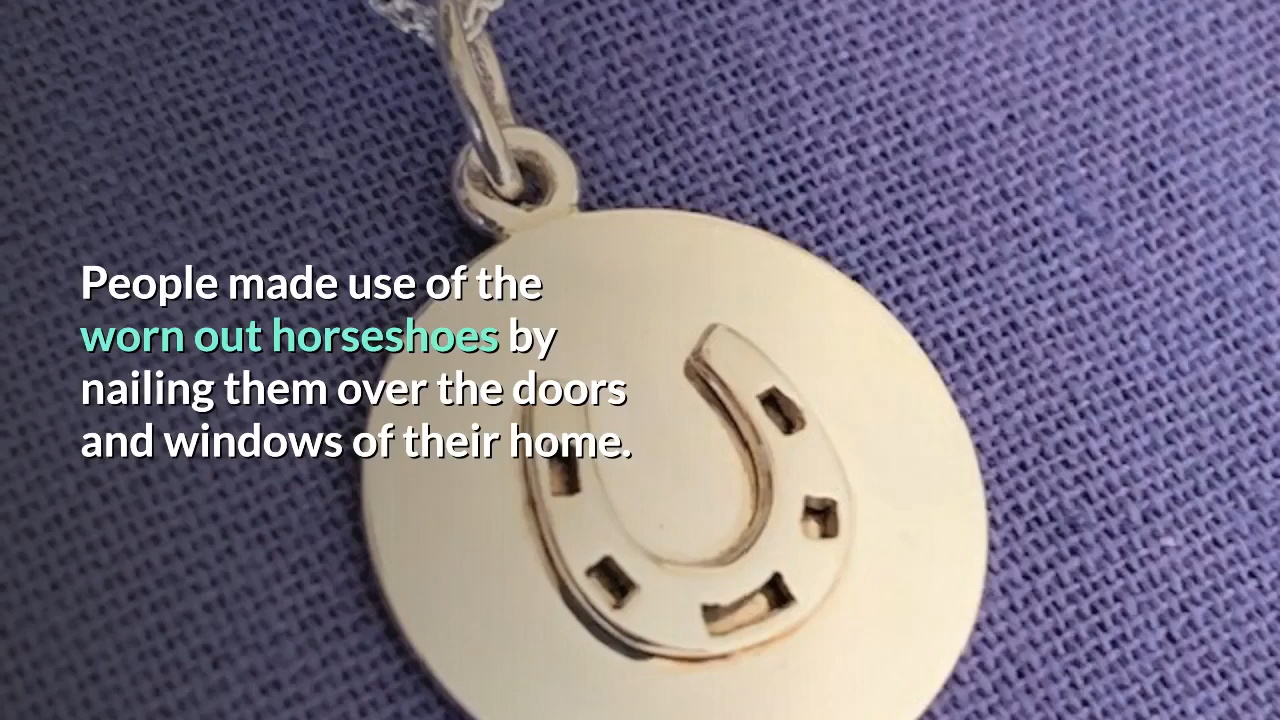 People made use of the
worn out horseshoes by
nailing them over the doors
and windows of their home.